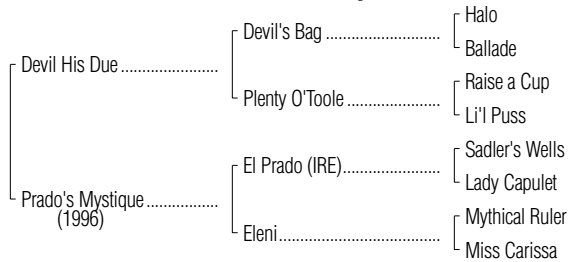 Halo
Devil's Bag ..........................
Ballade
Devil His Due ......................
Raise a Cup
Plenty O'Toole .....................
Li'l Puss
Sadler's Wells
El Prado (IRE)......................
Lady Capulet
Prado's Mystique ................
(1996)
Mythical Ruler
Eleni.....................................
Miss Carissa